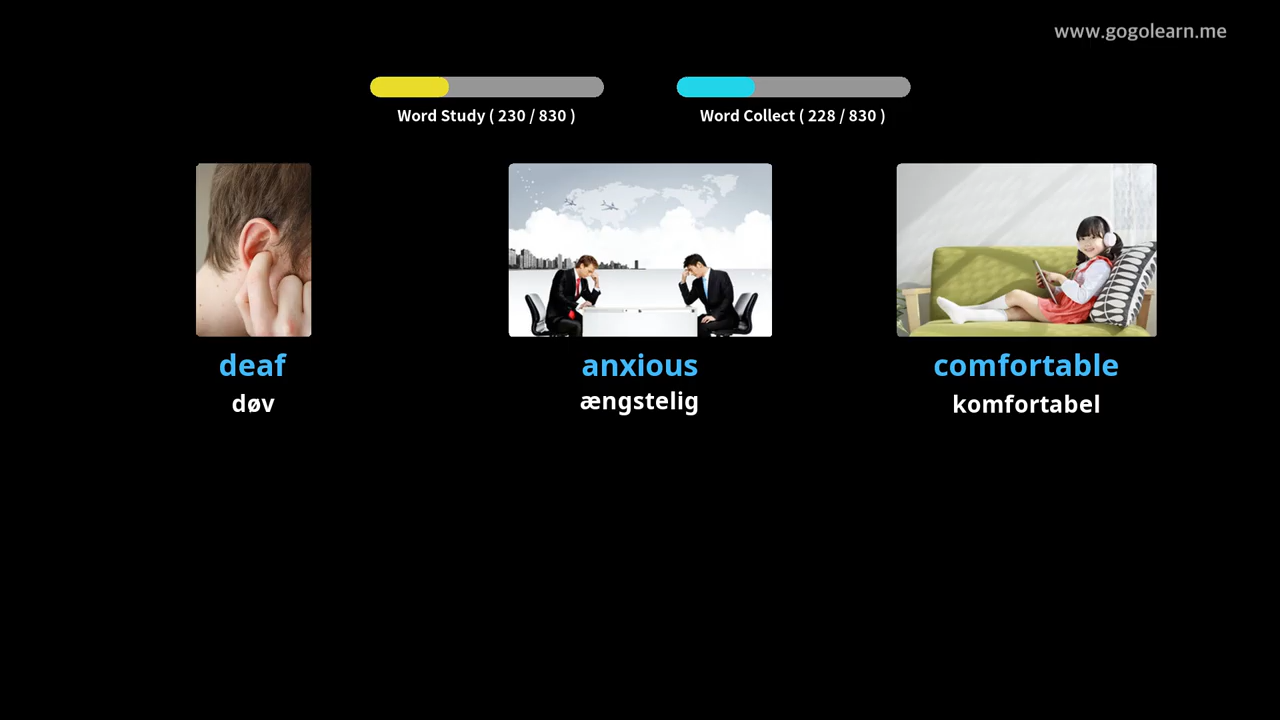 www.gogolearn.me
Word Study ( 230 / 830 )
Word Collect ( 228 / 830 )
deaf
døv
anxious
ængstelig
comfortable
komfortabel